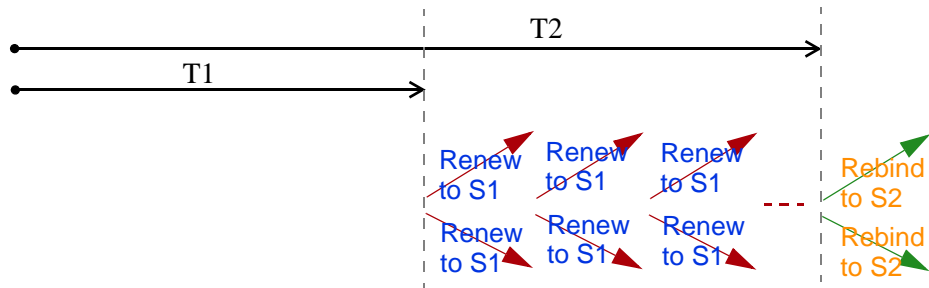 T2
T1
Renew
to S1
Renew
to S1
Renew
to S1
Rebind
to S2
Renew
to S1
Renew
to S1
Renew
to S1
Rebind
to S2